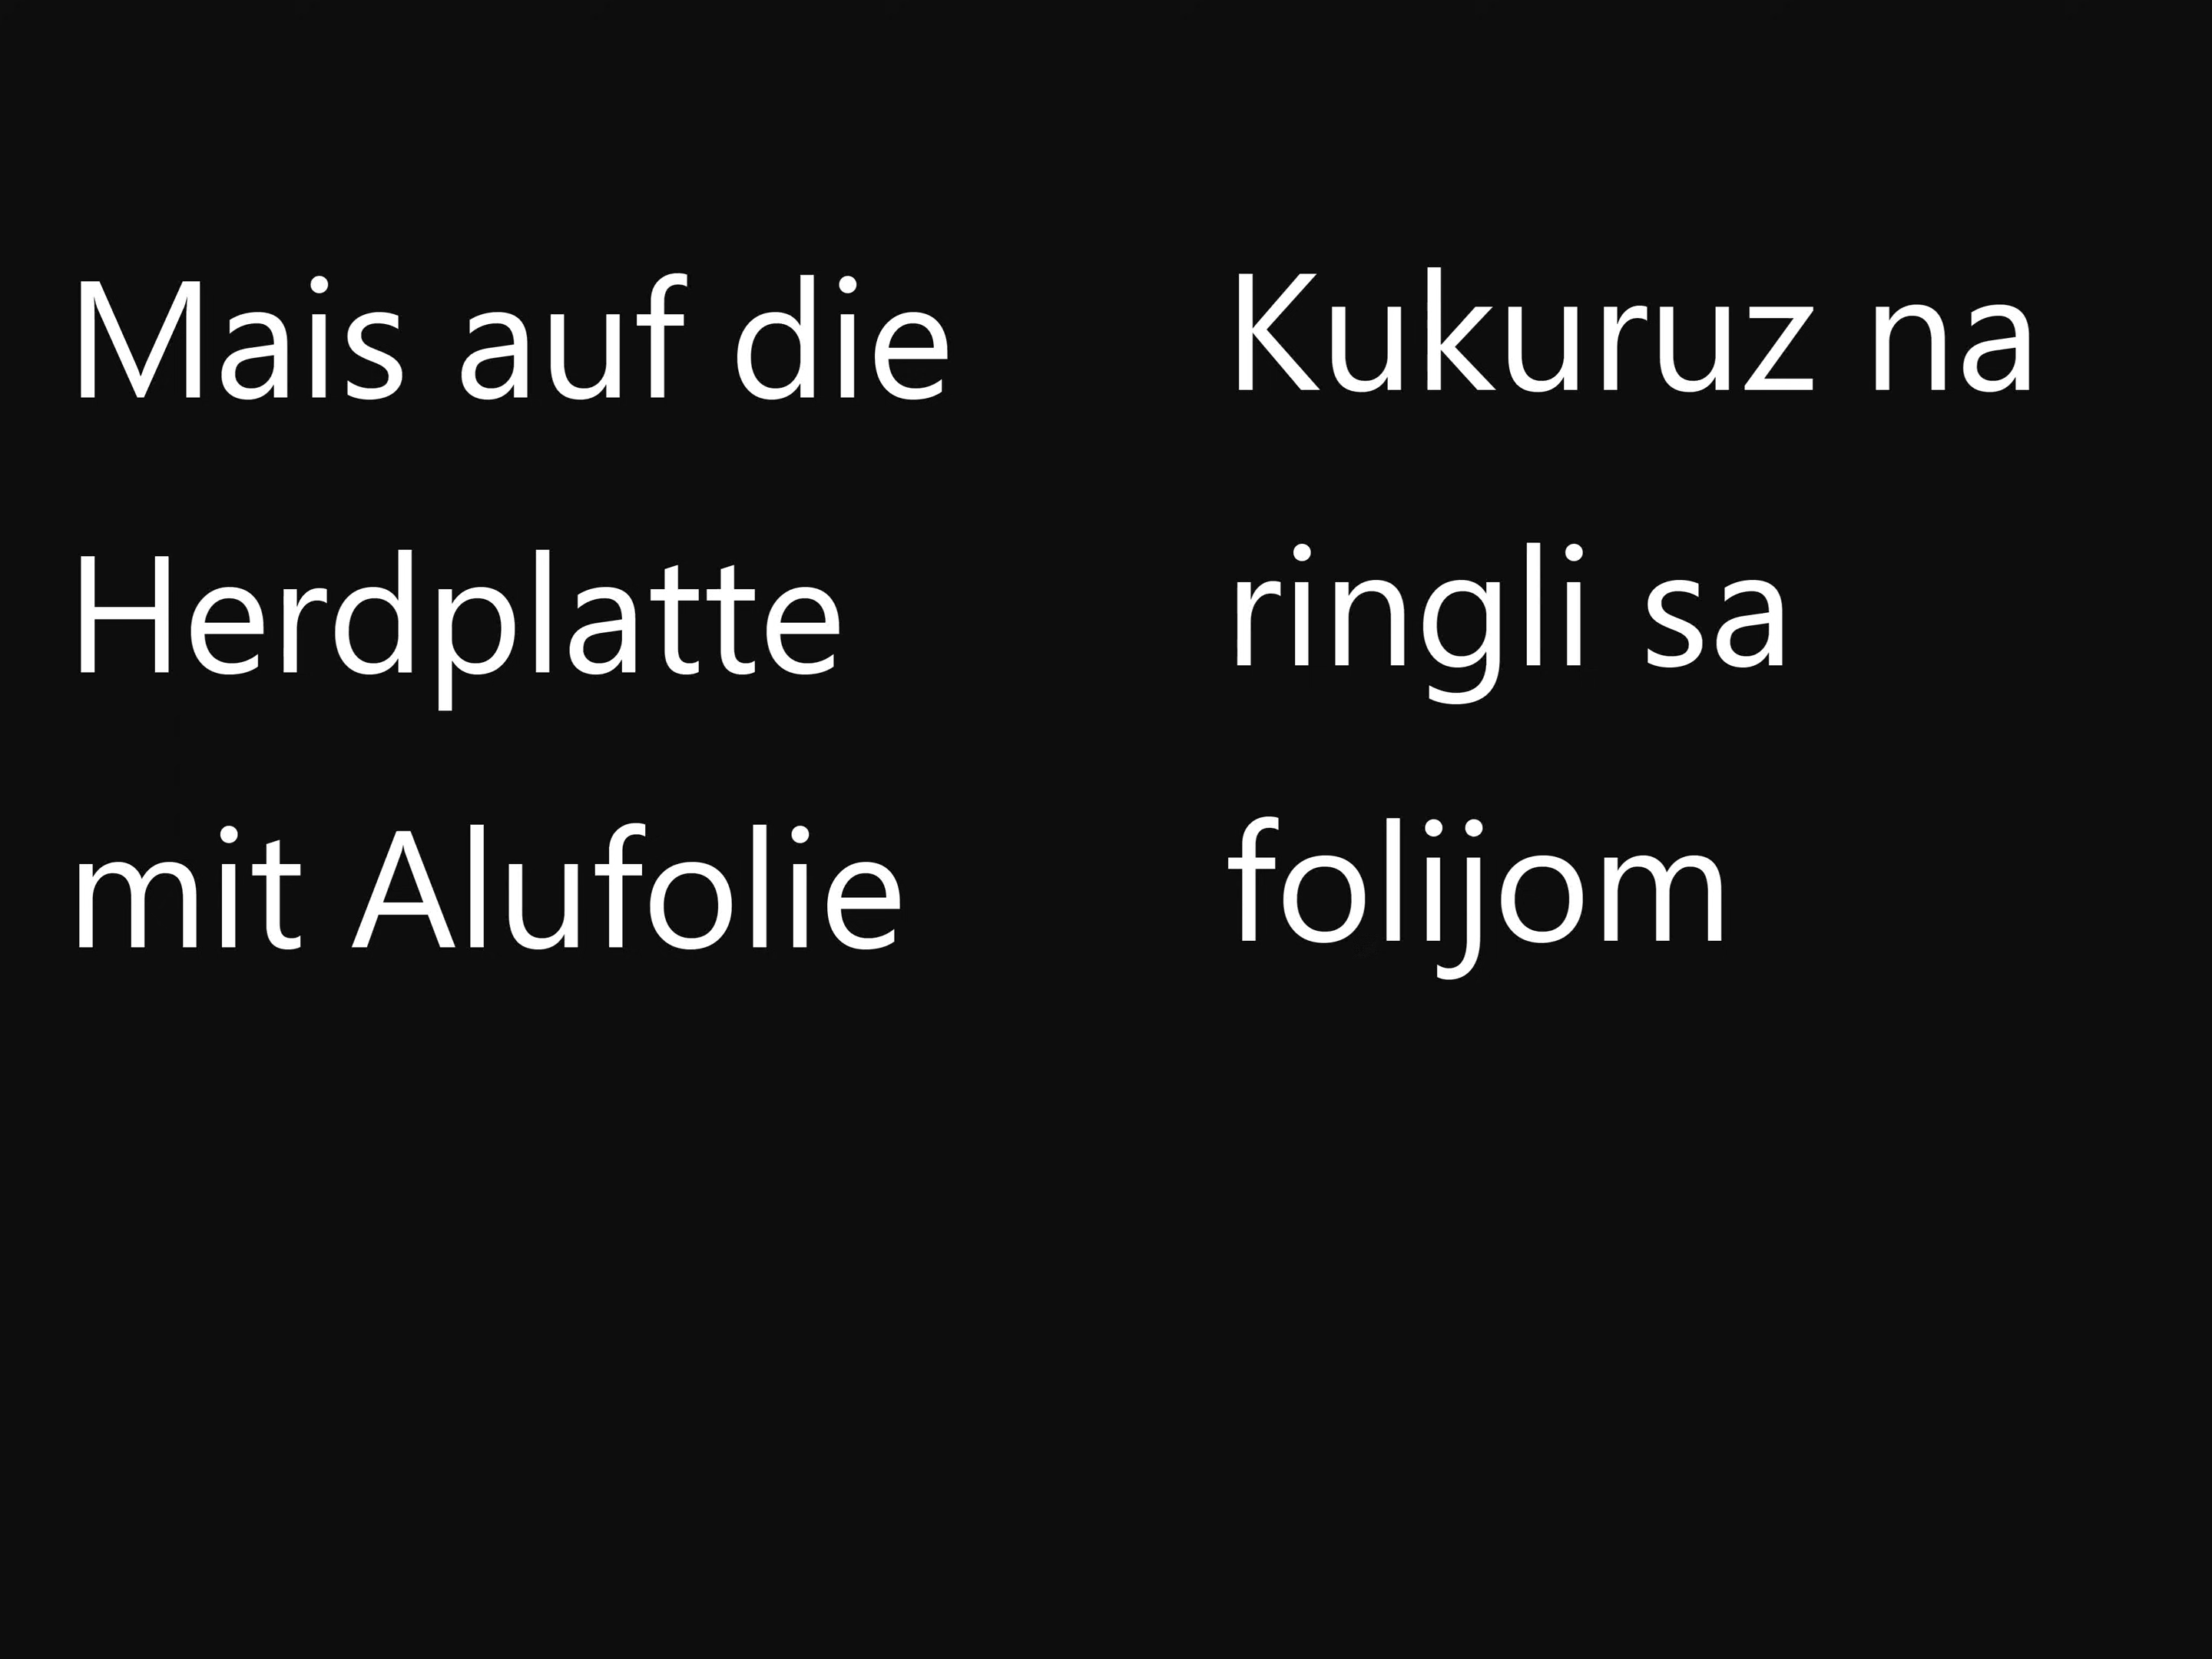 Mais auf die
Herdplatte
mit Alufolie
Kukuruz na
ringli sa
folijom